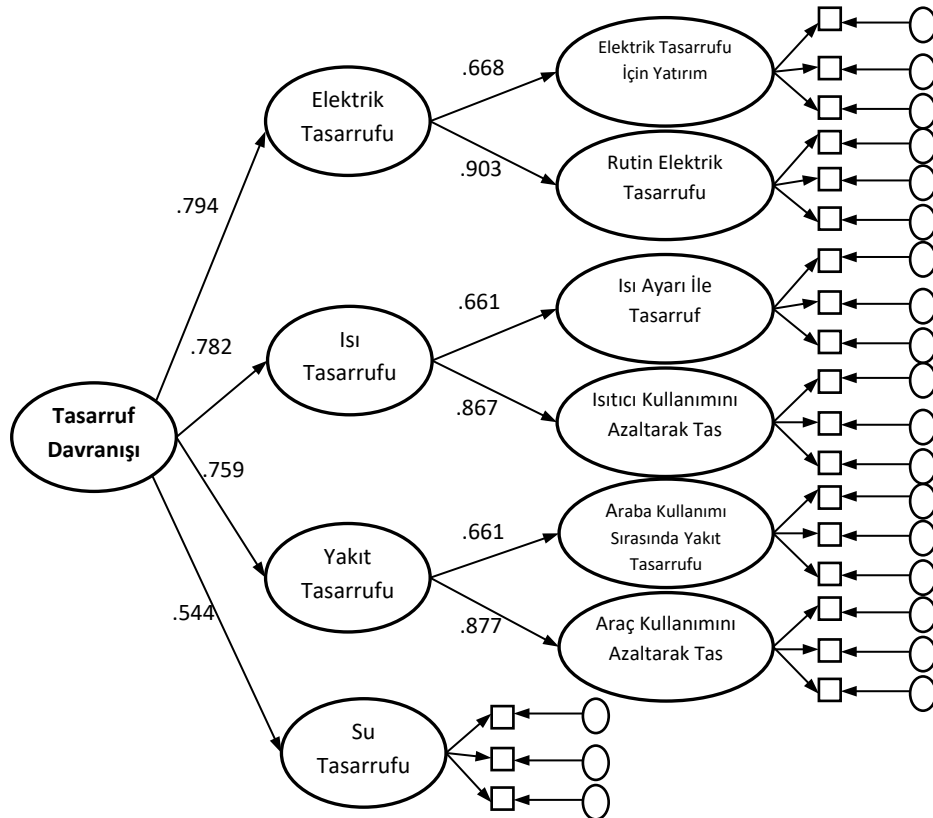 Elektrik Tasarrufu
İçin Yatırım
.668
Elektrik
Tasarrufu
.903
Rutin Elektrik
Tasarrufu
.794
Isı Ayarı İle
Tasarruf
.661
Isı
Tasarrufu
.782
.867
Isıtıcı Kullanımını
Azaltarak Tas
Tasarruf
Davranışı
.759
Araba Kullanımı
Sırasında Yakıt
Tasarrufu
.661
Yakıt
Tasarrufu
.544
.877
Araç Kullanımını
Azaltarak Tas
Su
Tasarrufu